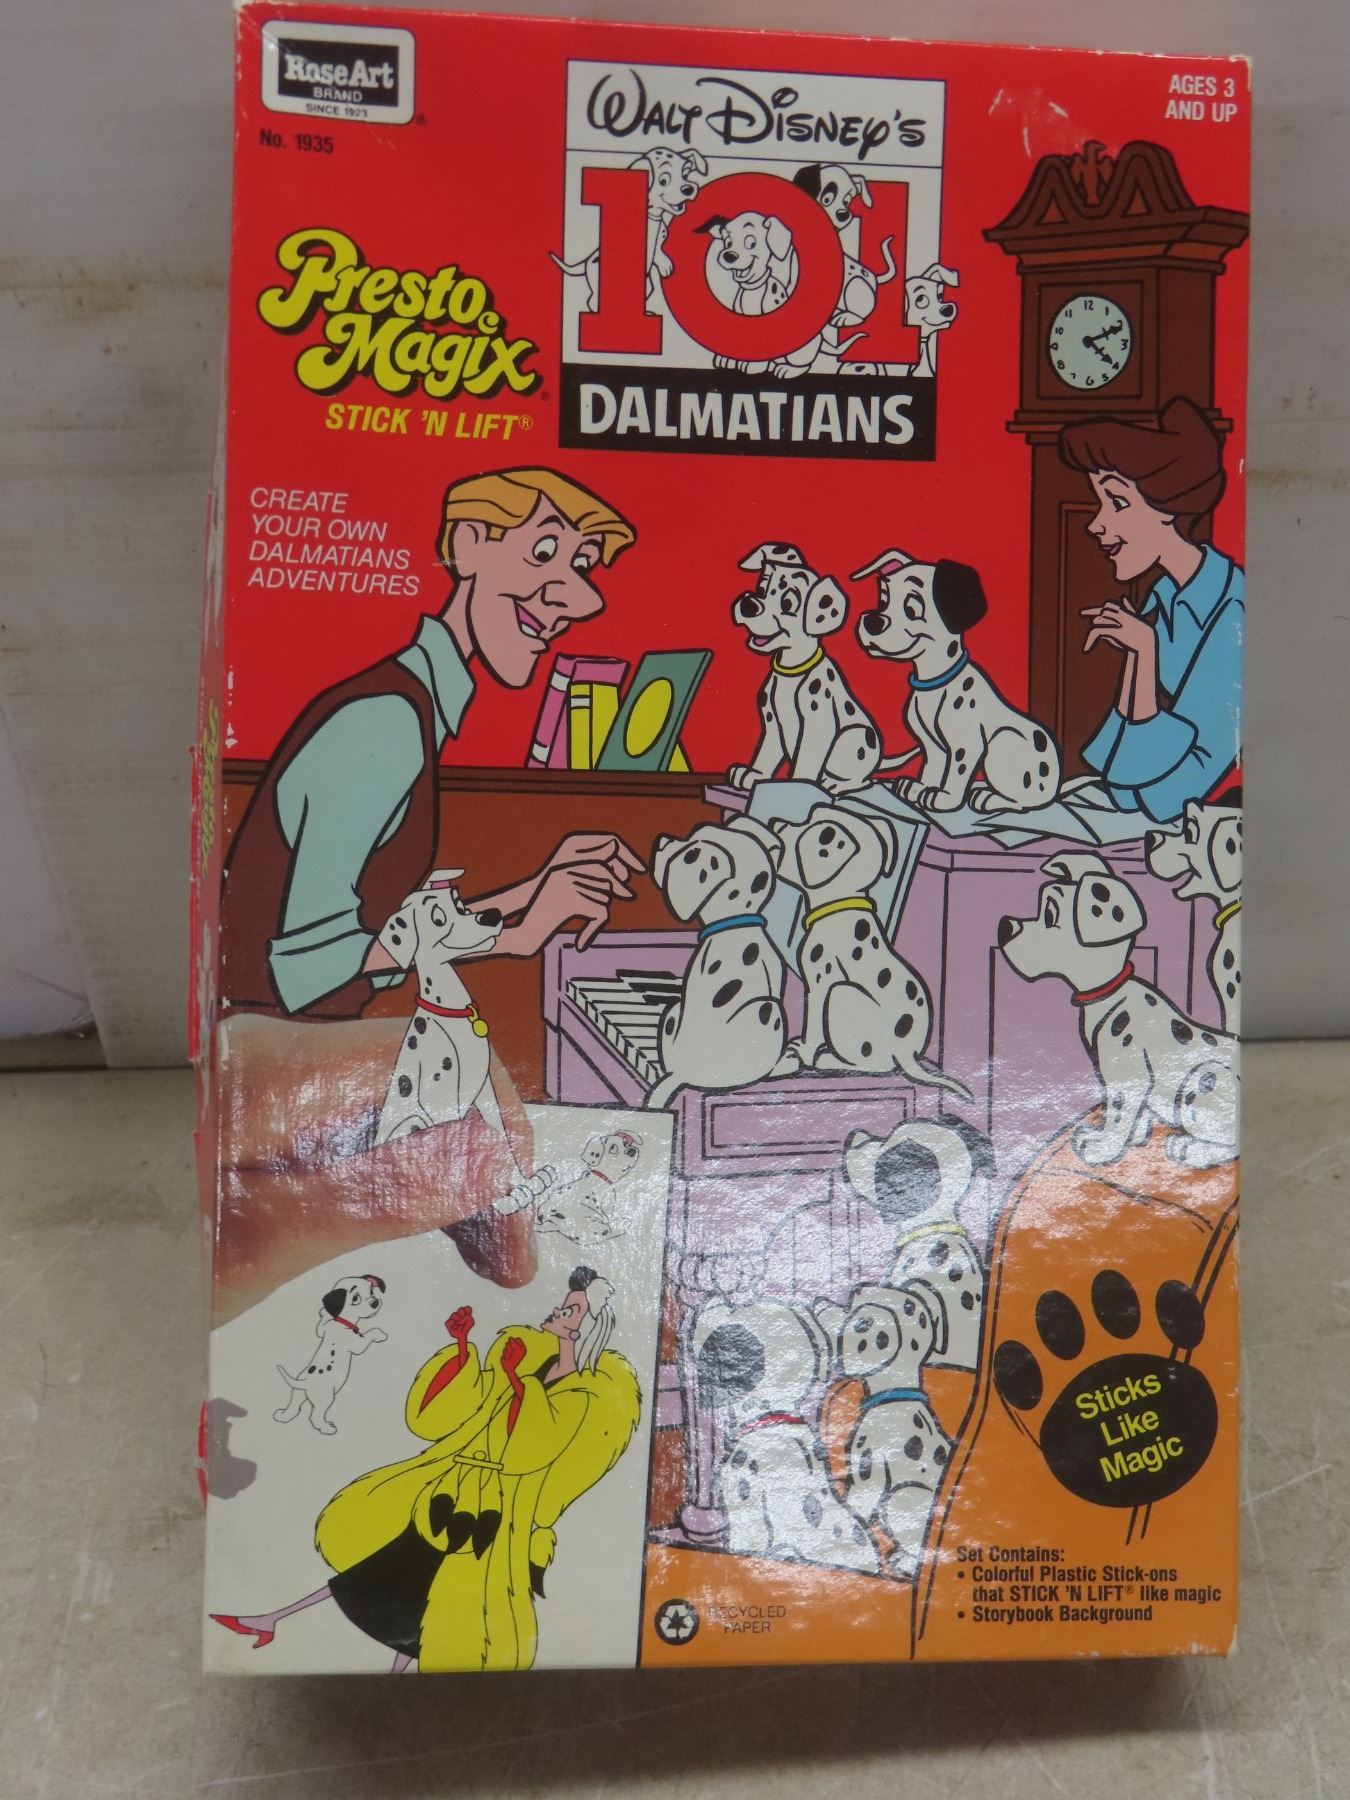 RoseArt
BRAND
SINCE 1923
No. 1935
WALT DISNEY'S
101
DALMATIANS
AGES 3
AND UP
Presto
Magix
STICK 'N LIFT®
CREATE
YOUR OWN
DALMATIANS
ADVENTURES
Sticks
Like
Magic
Set Contains:
• Colorful Plastic Stick-ons
that STICK 'N LIFT® like magic
• Storybook Background
RECYCLED
PAPER